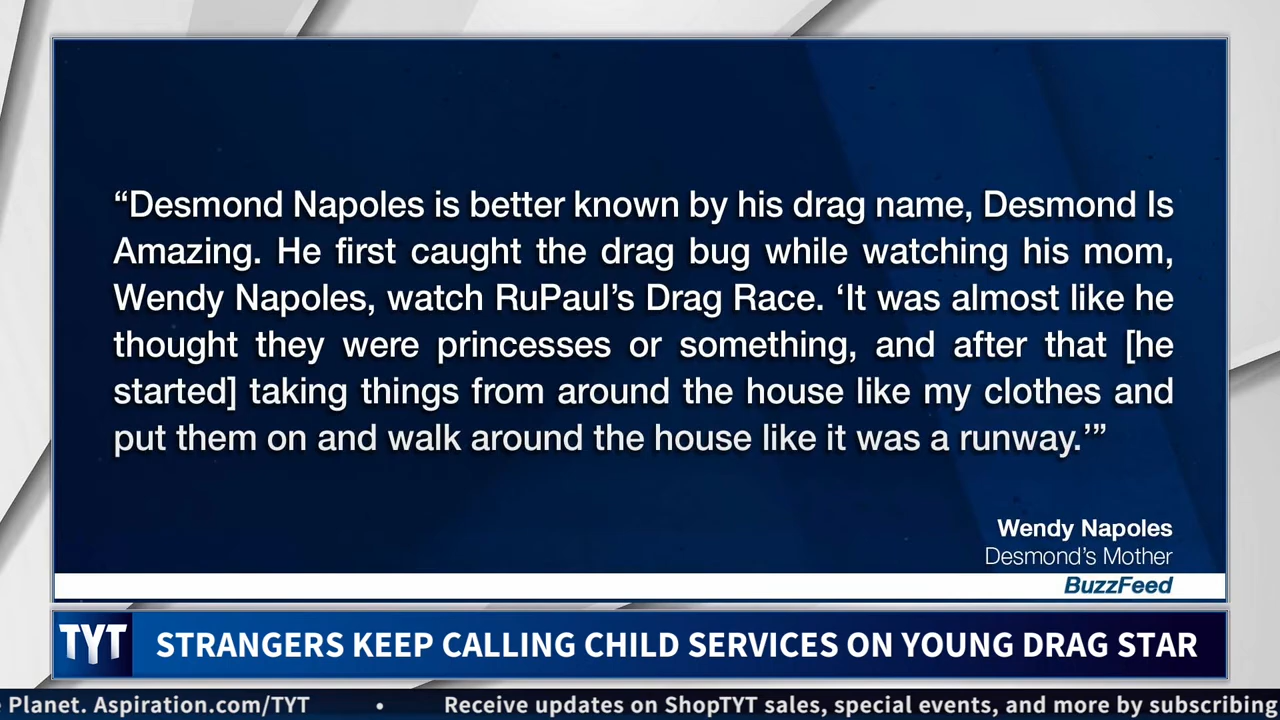 “Desmond Napoles is better known by his drag name, Desmond Is
Amazing. He first caught the drag bug while watching his mom,
Wendy Napoles, watch RuPaul’s Drag Race. ‘It was almost like he
thought they were princesses or something, and after that [he
started] taking things from around the house like my clothes and
put them on and walk around the house like it was a runway.’”
Wendy Napoles
Desmond’s Mother
BuzzFeed
TYT STRANGERS KEEP CALLING CHILD SERVICES ON YOUNG DRAG STAR
Planet. Aspiration.com/TYT • Receive updates on ShopTYT sales, special events, and more by subscribing